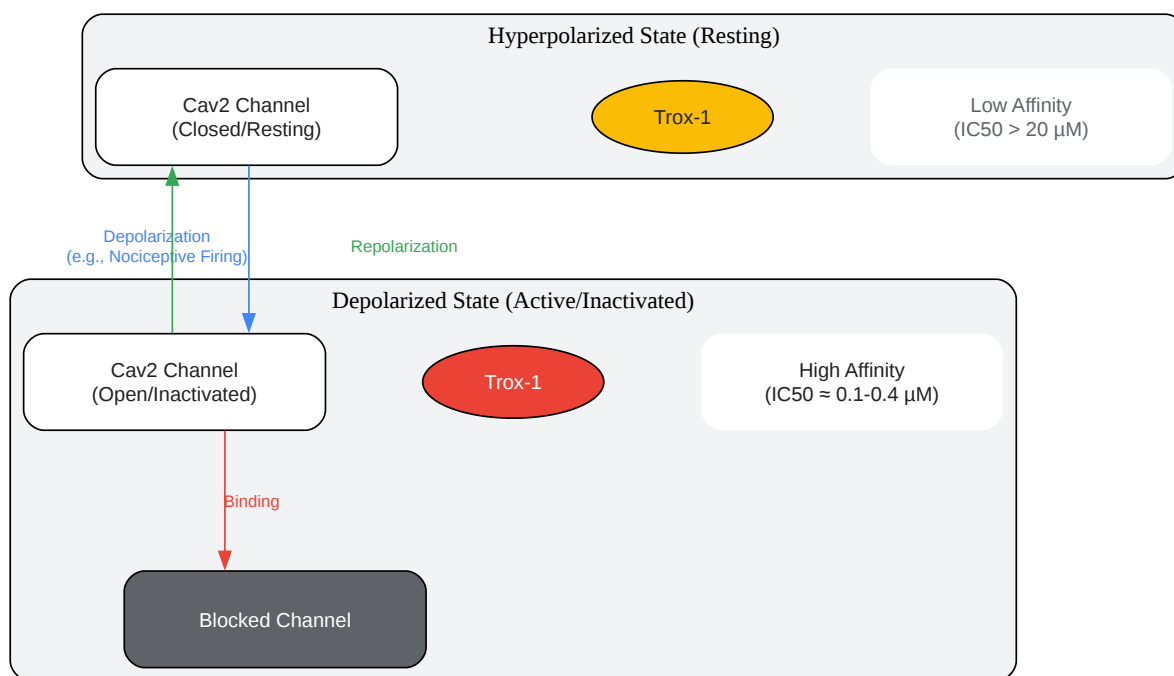 Hyperpolarized State (Resting)
Cav2 Channel
(Closed/Resting)
Trox-1
Low Affinity
(IC50 > 20 µM)
Depolarization
(e.g., Nociceptive Firing)
Repolarization
Depolarized State (Active/Inactivated)
Cav2 Channel
(Open/Inactivated)
Trox-1
High Affinity
(IC50 ≈ 0.1-0.4 µM)
Binding
Blocked Channel